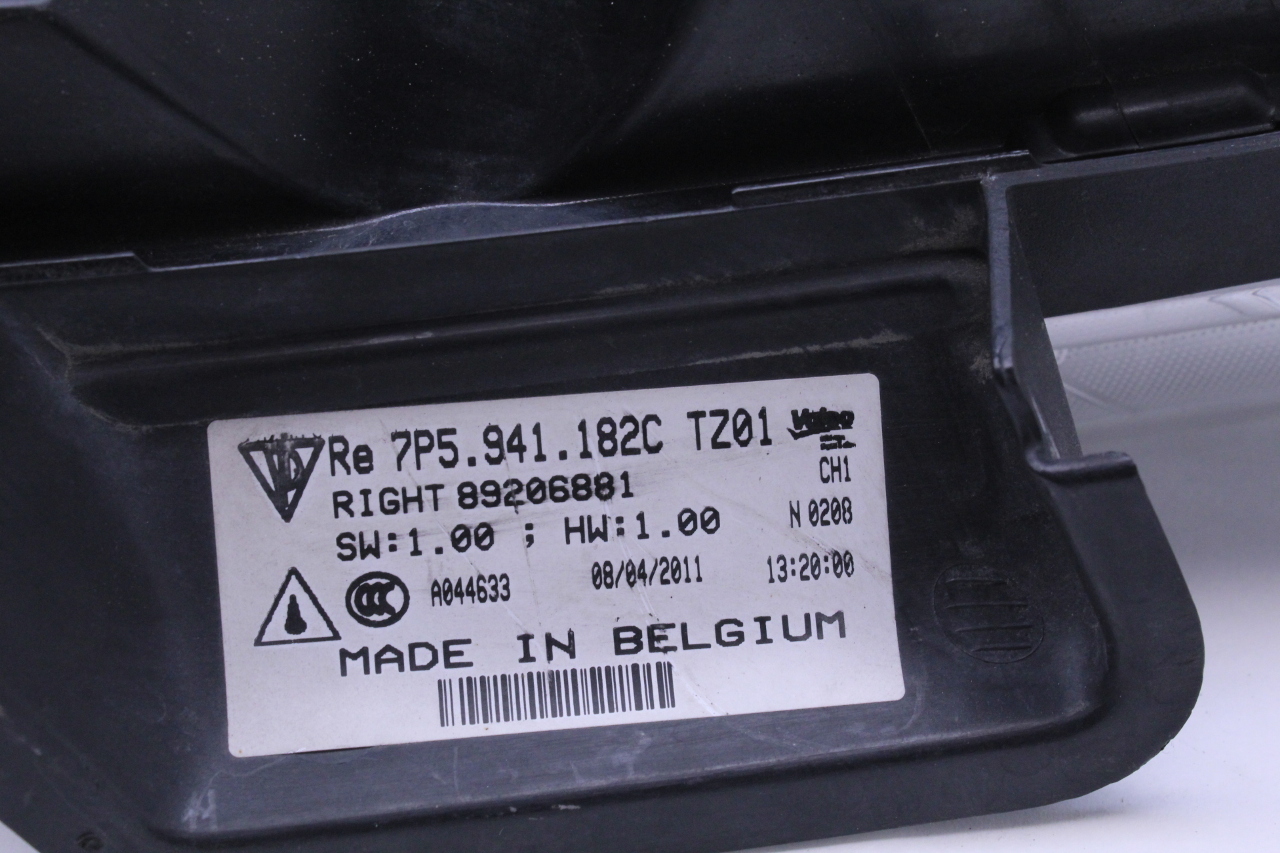 Re 7P5.941.182C TZ01 Valeo
RIGHT 89206881 CH1
SW:1.00 ; HW:1.00 N 0208
A044633 08/04/2011 13:20:00
MADE IN BELGIUM